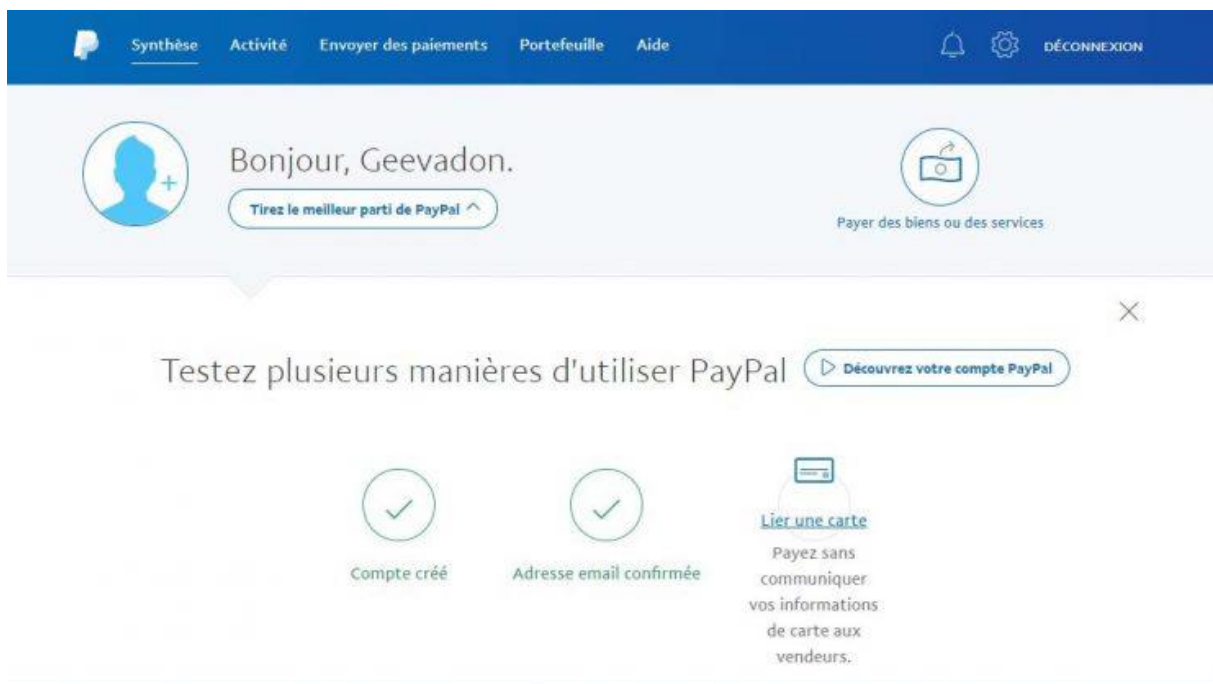 Synthèse Activité Envoyer des paiements Portefeuille Aide DÉCONNEXION
Bonjour, Geevadon.
Tirez le meilleur parti de PayPal
Payer des biens ou des services
Testez plusieurs manières d'utiliser PayPal
Découvrez votre compte PayPal
Compte créé
Adresse email confirmée
Lier une carte
Payez sans
communiquer
vos informations
de carte aux
vendeurs.